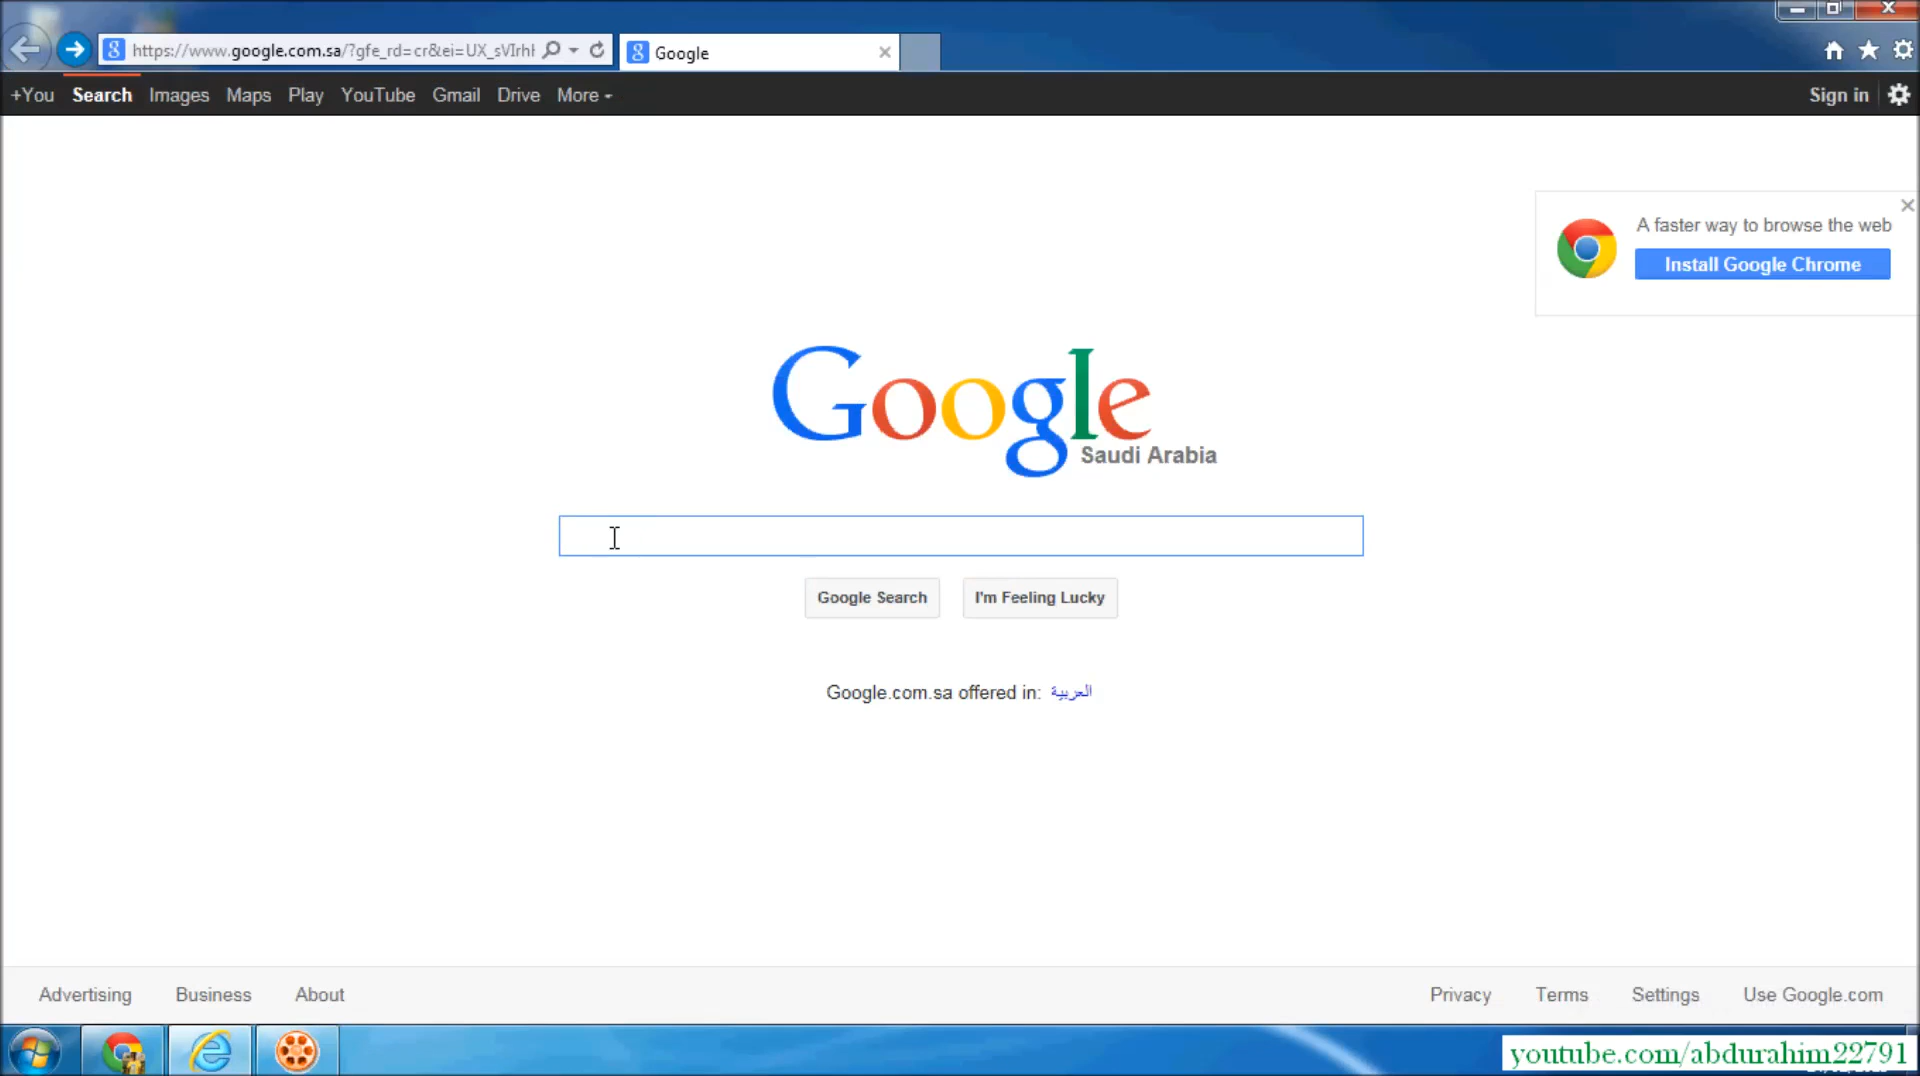 https://www.google.com.sa/?gfe_rd=cr&ei=UX_sVIrh
Google
+You Search Images Maps Play YouTube Gmail Drive More
Sign in
A faster way to browse the web
Install Google Chrome
Google
Saudi Arabia
Google Search I'm Feeling Lucky
Google.com.sa offered in: العربية
Advertising Business About
Privacy Terms Settings Use Google.com
youtube.com/abdurahim22791